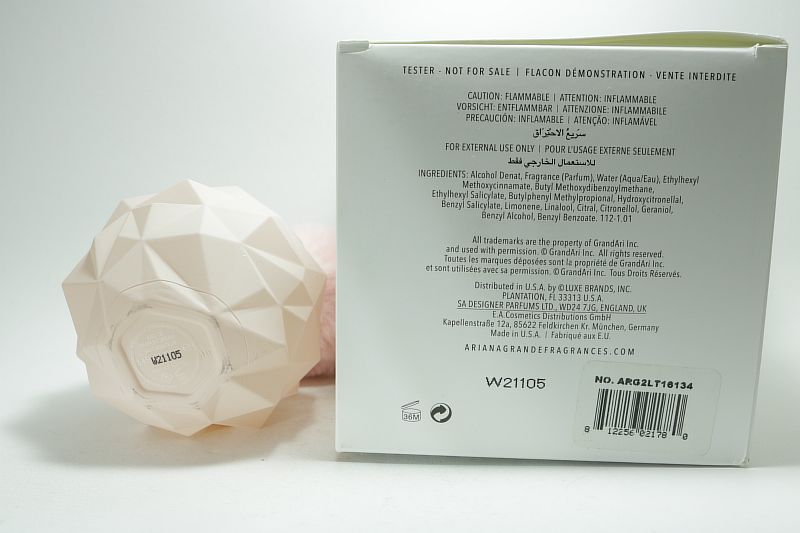 TESTER - NOT FOR SALE | FLACON DÉMONSTRATION - VENTE INTERDITE
CAUTION: FLAMMABLE | ATTENTION: INFLAMMABLE
VORSICHT: ENTFLAMMBAR | ATTENZIONE: INFIAMMABILE
PRECAUCIÓN: INFLAMABLE | ATENÇÃO: INFLAMÁVEL
سريع الاحتراق
FOR EXTERNAL USE ONLY | POUR L'USAGE EXTERNE SEULEMENT
للاستعمال الخارجي فقط
INGREDIENTS: Alcohol Denat, Fragrance (Parfum), Water (Aqua/Eau), Ethylhexyl
Methoxycinnamate, Butyl Methoxydibenzoylmethane,
Ethylhexyl Salicylate, Butylphenyl Methylpropional, Hydroxycitronellal,
Benzyl Salicylate, Limonene, Linalool, Citral, Citronellol, Geraniol,
Benzyl Alcohol, Benzyl Benzoate. 112-1.01
All trademarks are the property of GrandAri Inc.
and used with permission. © GrandAri Inc. All rights reserved.
Toutes les marques déposées sont la propriété de GrandAri Inc.
et sont utilisées avec sa permission. © GrandAri Inc. Tous Droits Réservés.
Distributed in U.S.A. by ©LUXE BRANDS, INC.
PLANTATION, FL 33313 U.S.A.
SA DESIGNER PARFUMS LTD., WD24 7JG, ENGLAND, UK
E.A.Cosmetics Distributions GmbH
Kapellenstraße 12a, 85622 Feldkirchen Kr. München, Germany
Made in U.S.A. | Fabriqué aux E.U.
ARIANAGRANDEFRAGRANCES.COM
W21105
36M
NO. ARG2LT16134
8 12256 02178 0
W21105